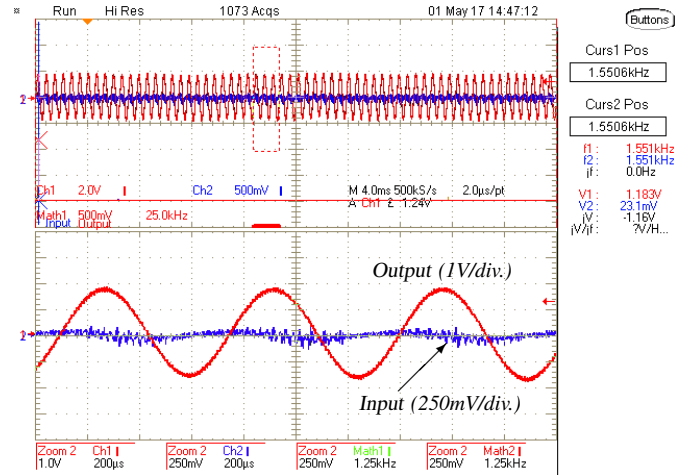 Run Hi Res 1073 Acqs 01 May 17 14:47:12
Buttons
Curs1 Pos
1.5506kHz
Curs2 Pos
1.5506kHz
f1 : 1.551kHz
f2 : 1.551kHz
¡f : 0.0Hz
V1 : 1.183V
V2 : 23.1mV
¡V : -1.16V
¡V/¡f : ?V/H...
2
Ch1 2.0V Ch2 500mV M 4.0ms 500kS/s 2.0µs/pt
A Ch1 £ 1.24V
Math1 500mV 25.0kHz
Input Output
Output (1V/div.)
2
Input (250mV/div.)
Zoom 2 Ch1 Zoom 2 Ch2 Zoom 2 Math1 Zoom 2 Math2
1.0V 200µs 250mV 200µs 250mV 1.25kHz 250mV 1.25kHz